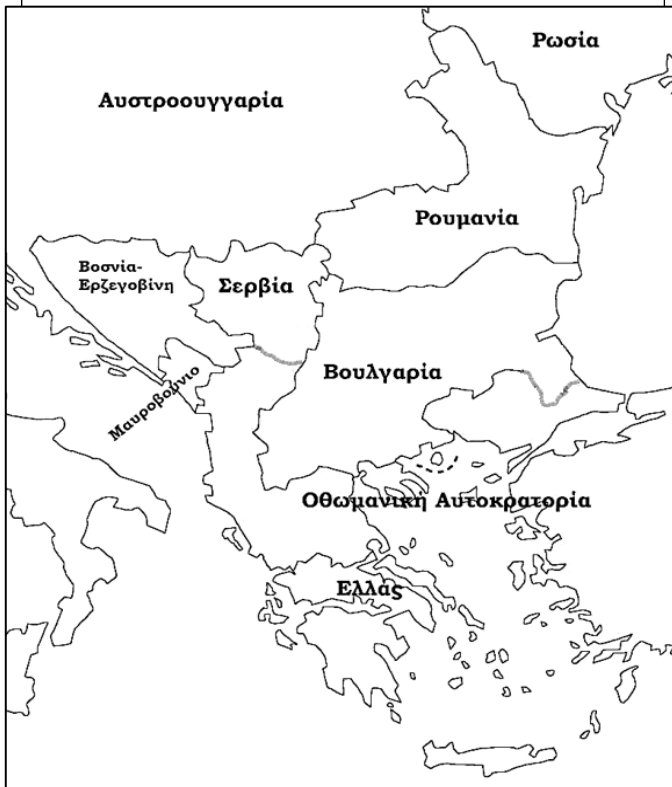 Ρωσία
Αυστροουγγαρία
Ρουμανία
Βοσνία-
Ερζεγοβίνη
Σερβία
Μαυροβούνιο
Βουλγαρία
Οθωμανική Αυτοκρατορία
Ελλάς